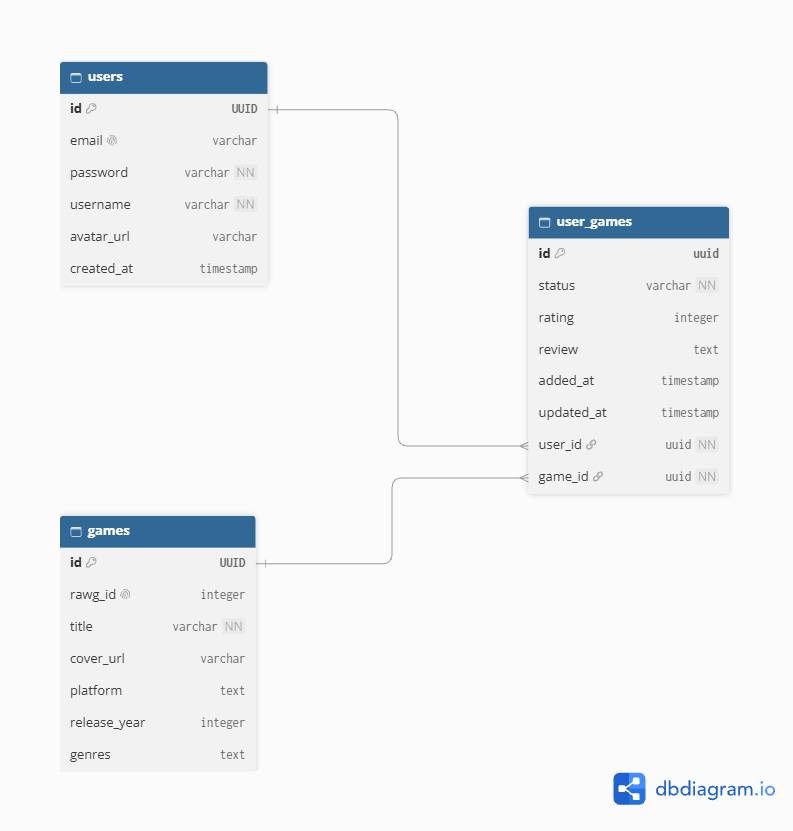 users
id UUID
email varchar
password varchar NN
username varchar NN
avatar_url varchar
created_at timestamp
user_games
id uuid
status varchar NN
rating integer
review text
added_at timestamp
updated_at timestamp
user_id uuid NN
game_id uuid NN
games
id UUID
rawg_id integer
title varchar NN
cover_url varchar
platform text
release_year integer
genres text
dbdiagram.io